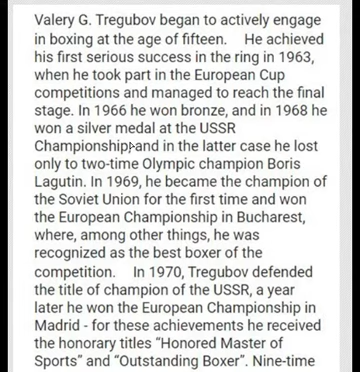 Valery G. Tregubov began to actively engage
in boxing at the age of fifteen. He achieved
his first serious success in the ring in 1963,
when he took part in the European Cup
competitions and managed to reach the final
stage. In 1966 he won bronze, and in 1968 he
won a silver medal at the USSR
Championship, and in the latter case he lost
only to two-time Olympic champion Boris
Lagutin. In 1969, he became the champion of
the Soviet Union for the first time and won
the European Championship in Bucharest,
where, among other things, he was
recognized as the best boxer of the
competition. In 1970, Tregubov defended
the title of champion of the USSR, a year
later he won the European Championship in
Madrid - for these achievements he received
the honorary titles “Honored Master of
Sports” and “Outstanding Boxer”. Nine-time